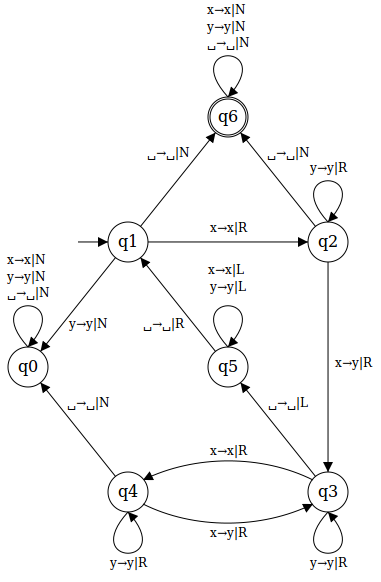 x→x|N
y→y|N
␣→␣|N
q6
␣→␣|N
␣→␣|N
y→y|R
q1
x→x|R
q2
x→x|N
y→y|N
␣→␣|N
x→x|L
y→y|L
y→y|N
␣→␣|R
q0
q5
x→y|R
␣→␣|N
␣→␣|L
x→x|R
q4
q3
x→y|R
y→y|R
y→y|R